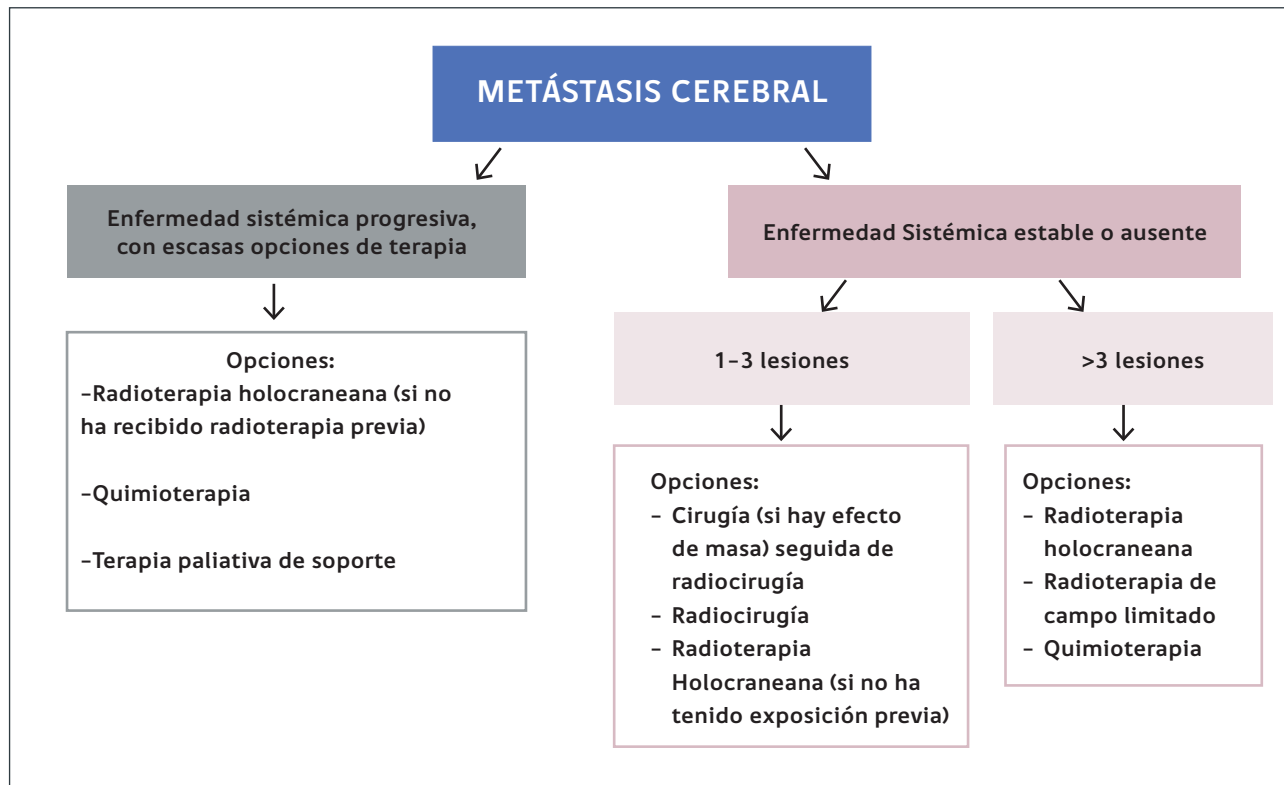 METÁSTASIS CEREBRAL
Enfermedad sistémica progresiva,
con escasas opciones de terapia
Enfermedad Sistémica estable o ausente
Opciones:
–Radioterapia holocraneana (si no
ha recibido radioterapia previa)
–Quimioterapia
–Terapia paliativa de soporte
1–3 lesiones
>3 lesiones
Opciones:
– Cirugía (si hay efecto
de masa) seguida de
radiocirugía
– Radiocirugía
– Radioterapia
Holocraneana (si no ha
tenido exposición previa)
Opciones:
– Radioterapia
holocraneana
– Radioterapia de
campo limitado
– Quimioterapia